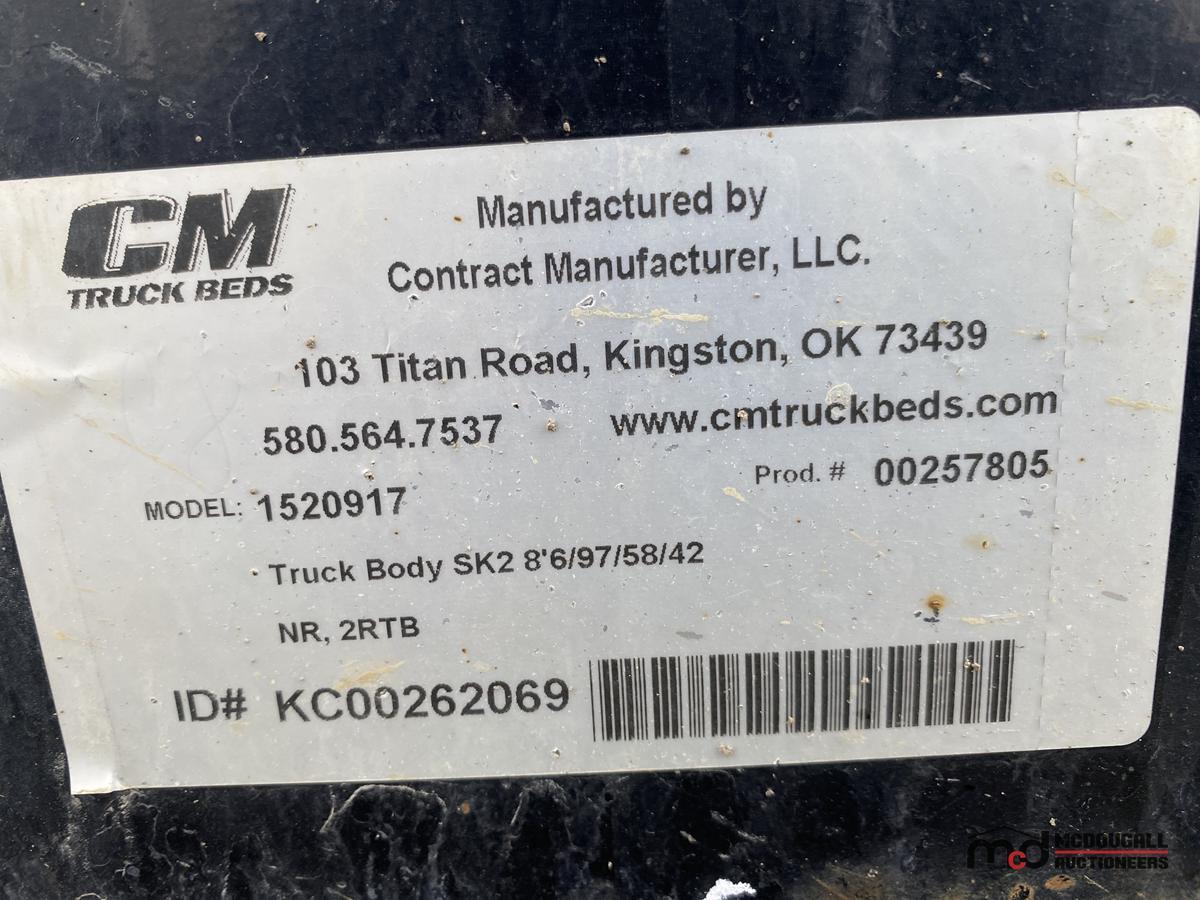 CM
TRUCK BEDS
Manufactured by
Contract Manufacturer, LLC.
103 Titan Road, Kingston, OK 73439
580.564.7537 www.cmtruckbeds.com
MODEL: 1520917 Prod. # 00257805
Truck Body SK2 8'6/97/58/42
NR, 2RTB
ID# KC00262069
mcd MCDOUGALL
AUCTIONEERS